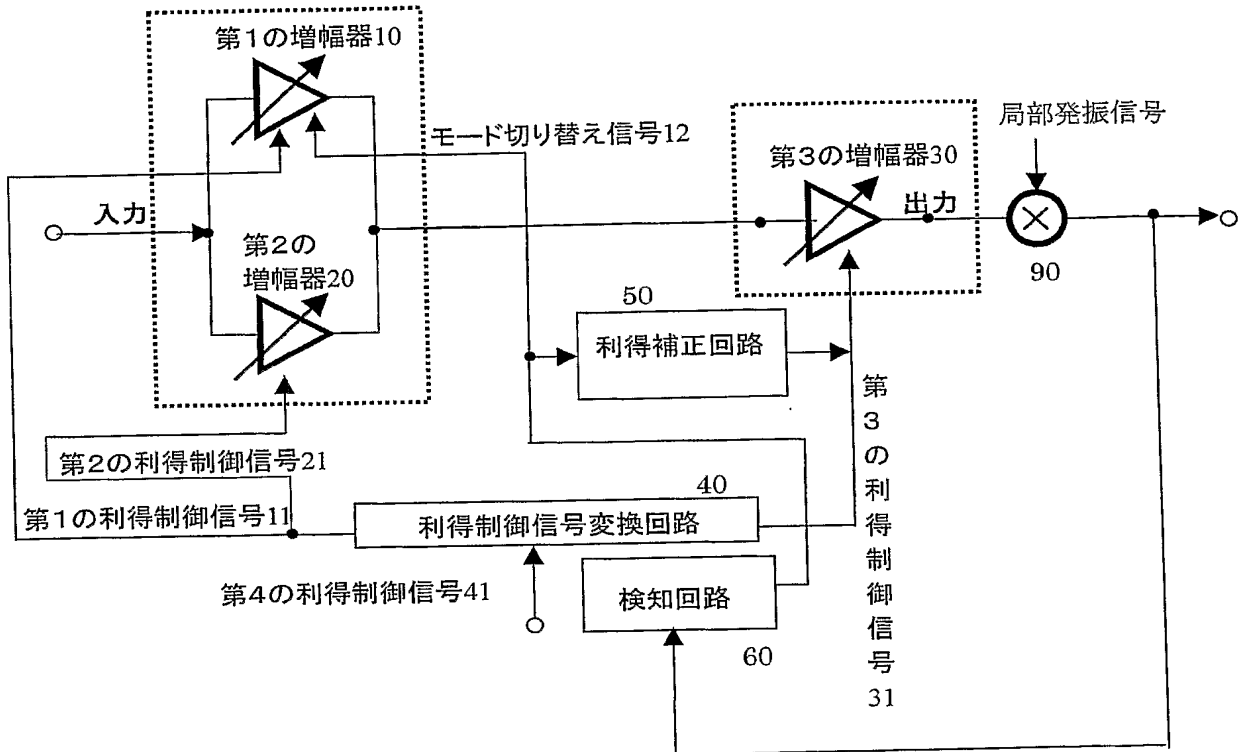 第1の増幅器10
モード切り替え信号12
局部発振信号
第3の増幅器30
入力
出力
第2の
増幅器20
90
50
利得補正回路
第3の利得制御信号31
第2の利得制御信号21
40
第1の利得制御信号11
利得制御信号変換回路
第4の利得制御信号41
検知回路
60